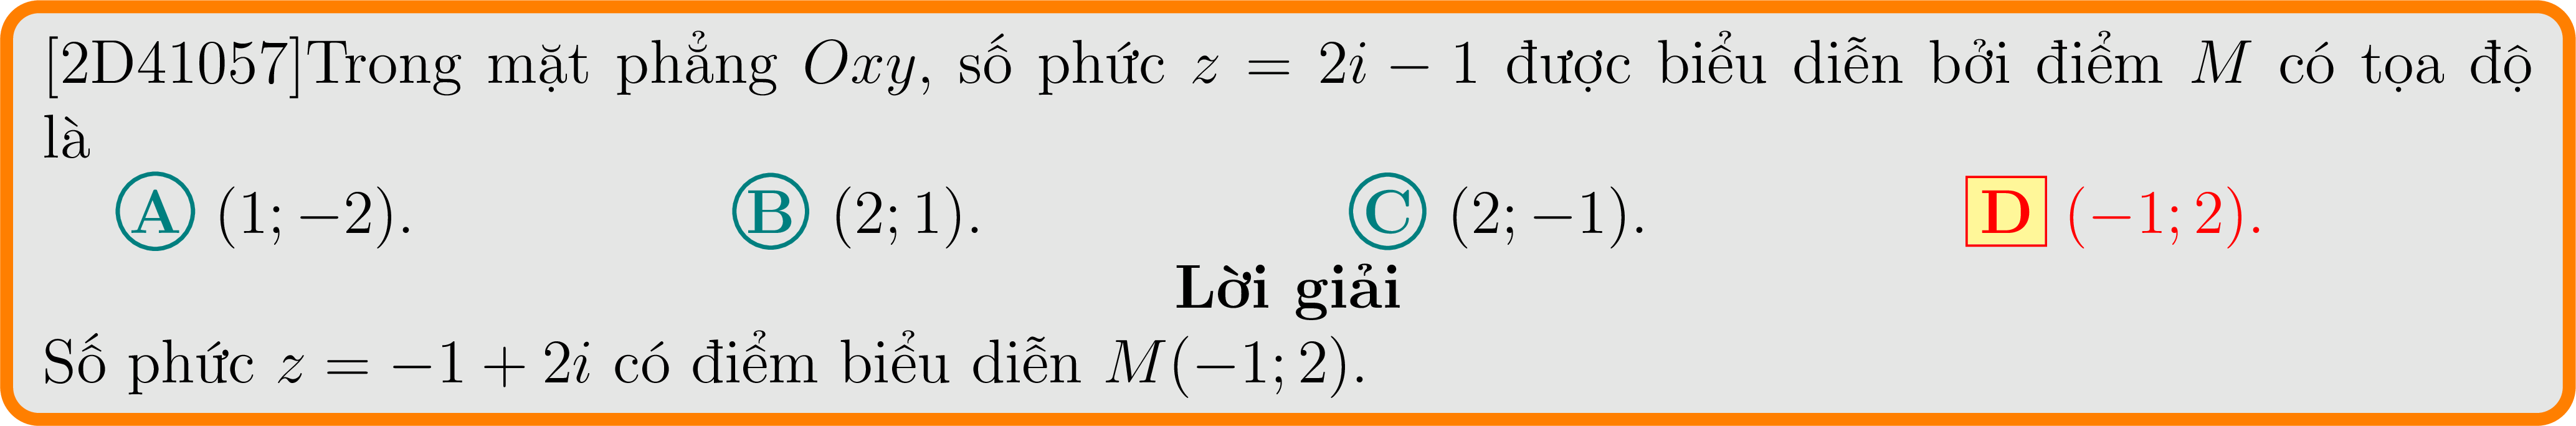 [2D41057]Trong mặt phẳng Oxy, số phức z = 2i − 1 được biểu diễn bởi điểm M có tọa độ
là
A (1; −2). B (2; 1). C (2; −1). D (−1; 2).
Lời giải
Số phức z = −1 + 2i có điểm biểu diễn M(−1; 2).